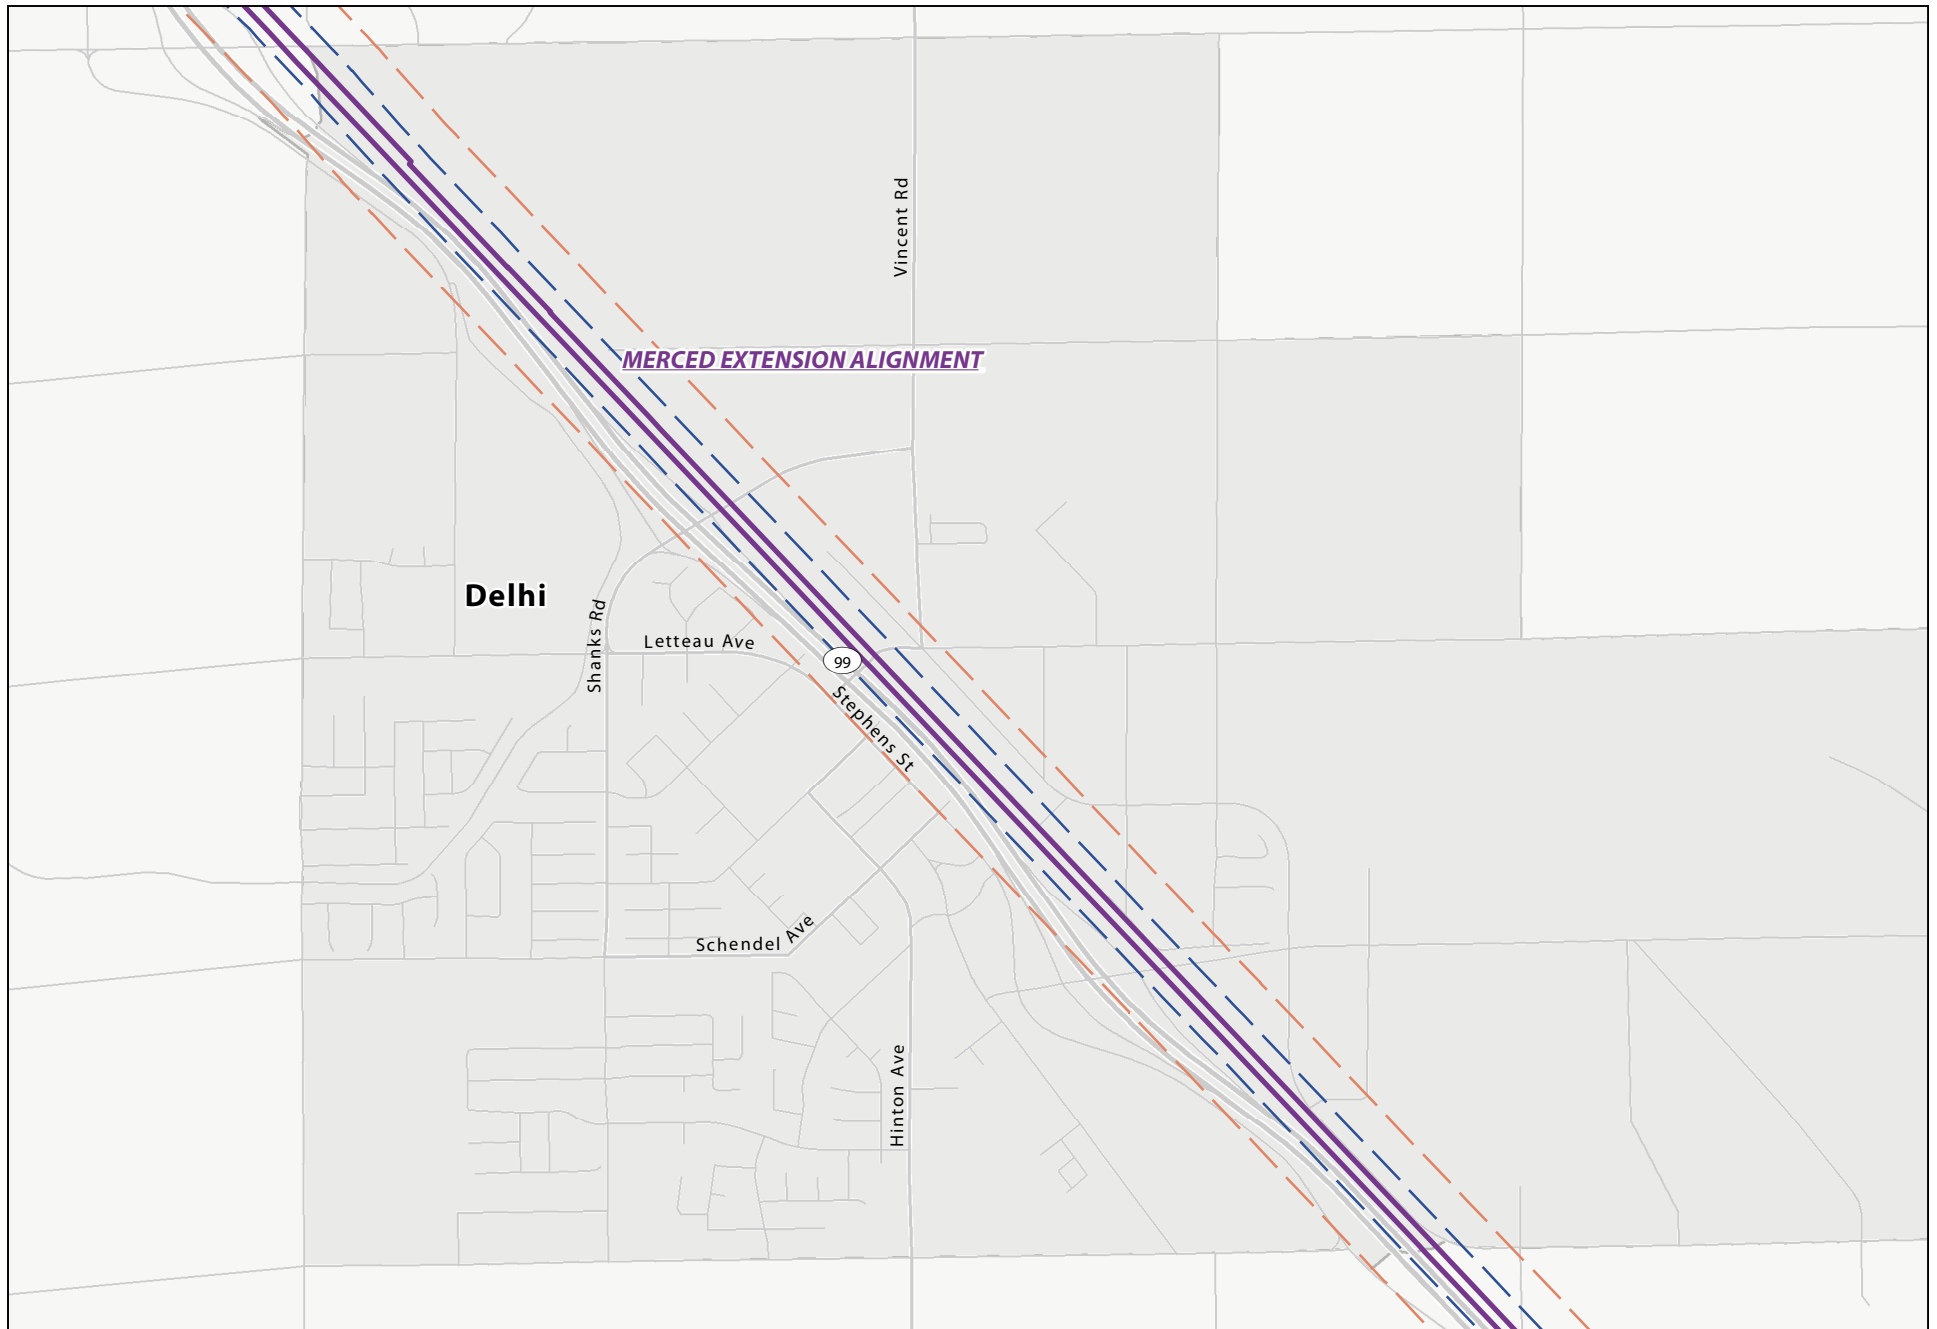 Vincent Rd
MERCED EXTENSION ALIGNMENT
Delhi
Shanks Rd
Letteau Ave
99
Stephens St
Schendel Ave
Hinton Ave